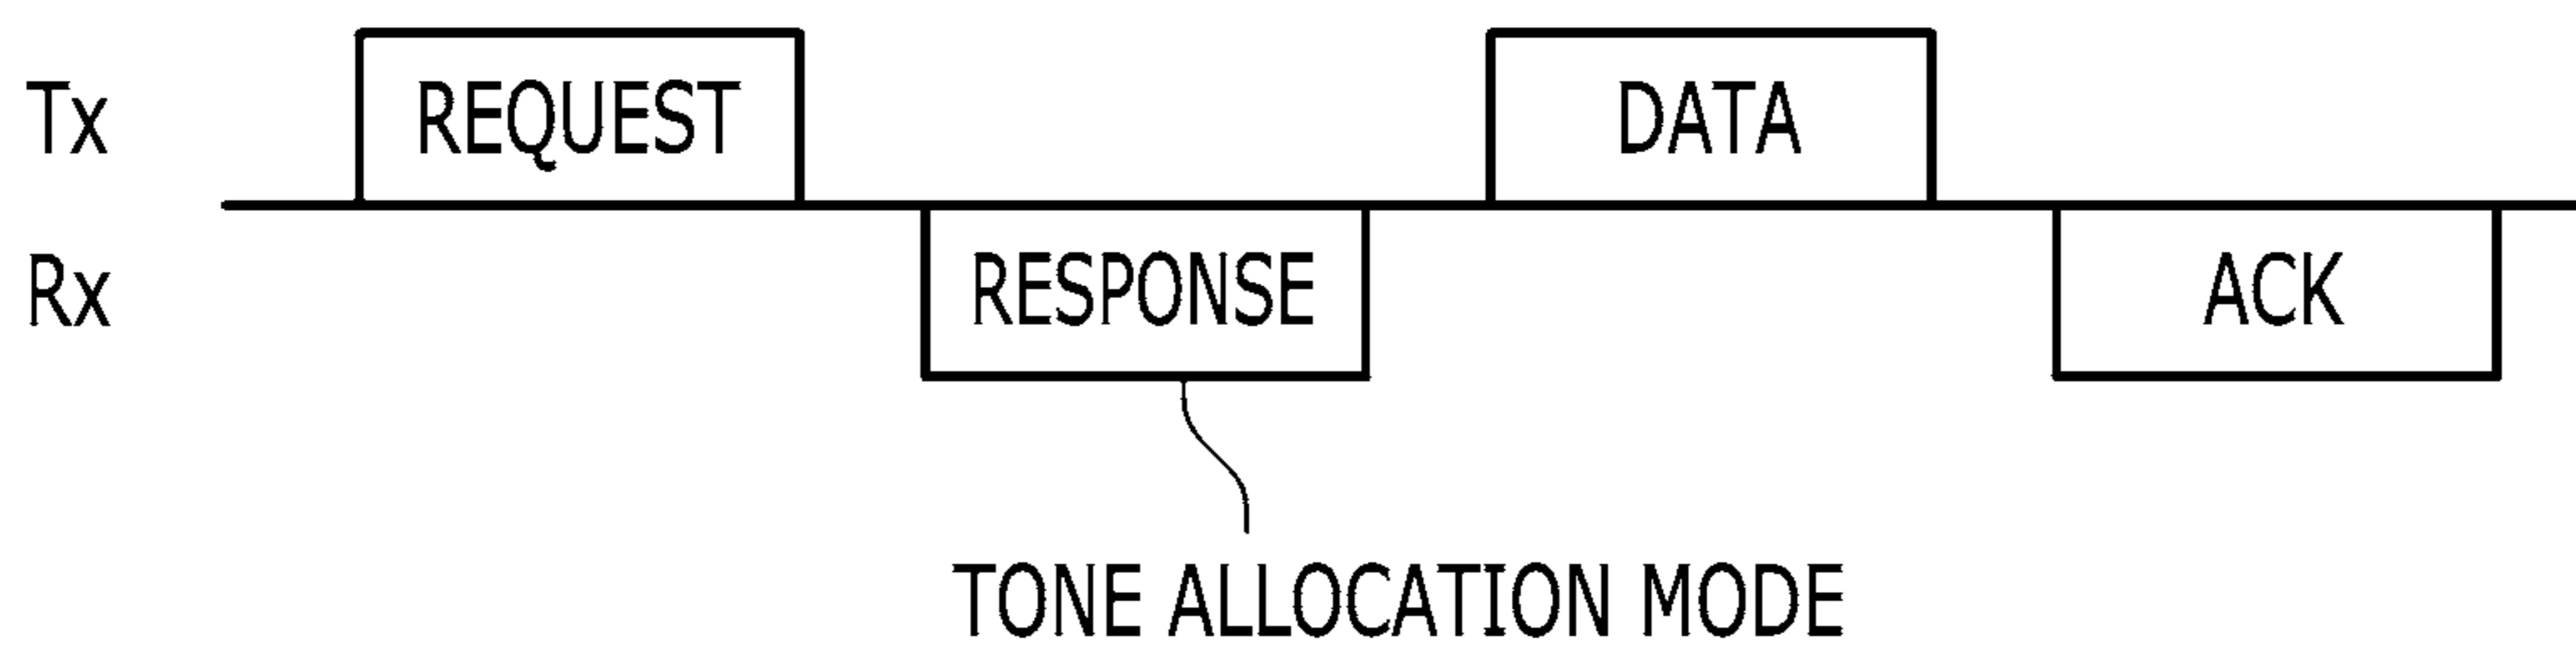 Tx REQUEST DATA
Rx RESPONSE ACK
TONE ALLOCATION MODE